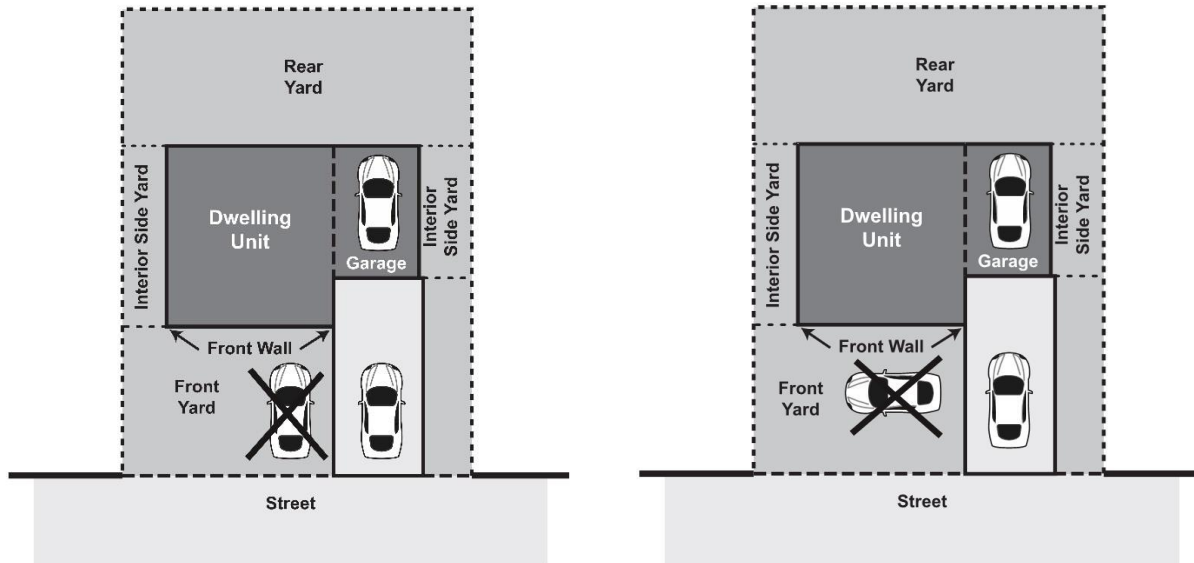 Rear
Yard
Interior Side Yard
Dwelling
Unit
Garage
Interior
Side Yard
Front Wall
Front
Yard
Street
Rear
Yard
Interior Side Yard
Dwelling
Unit
Garage
Interior
Side Yard
Front Wall
Front
Yard
Street